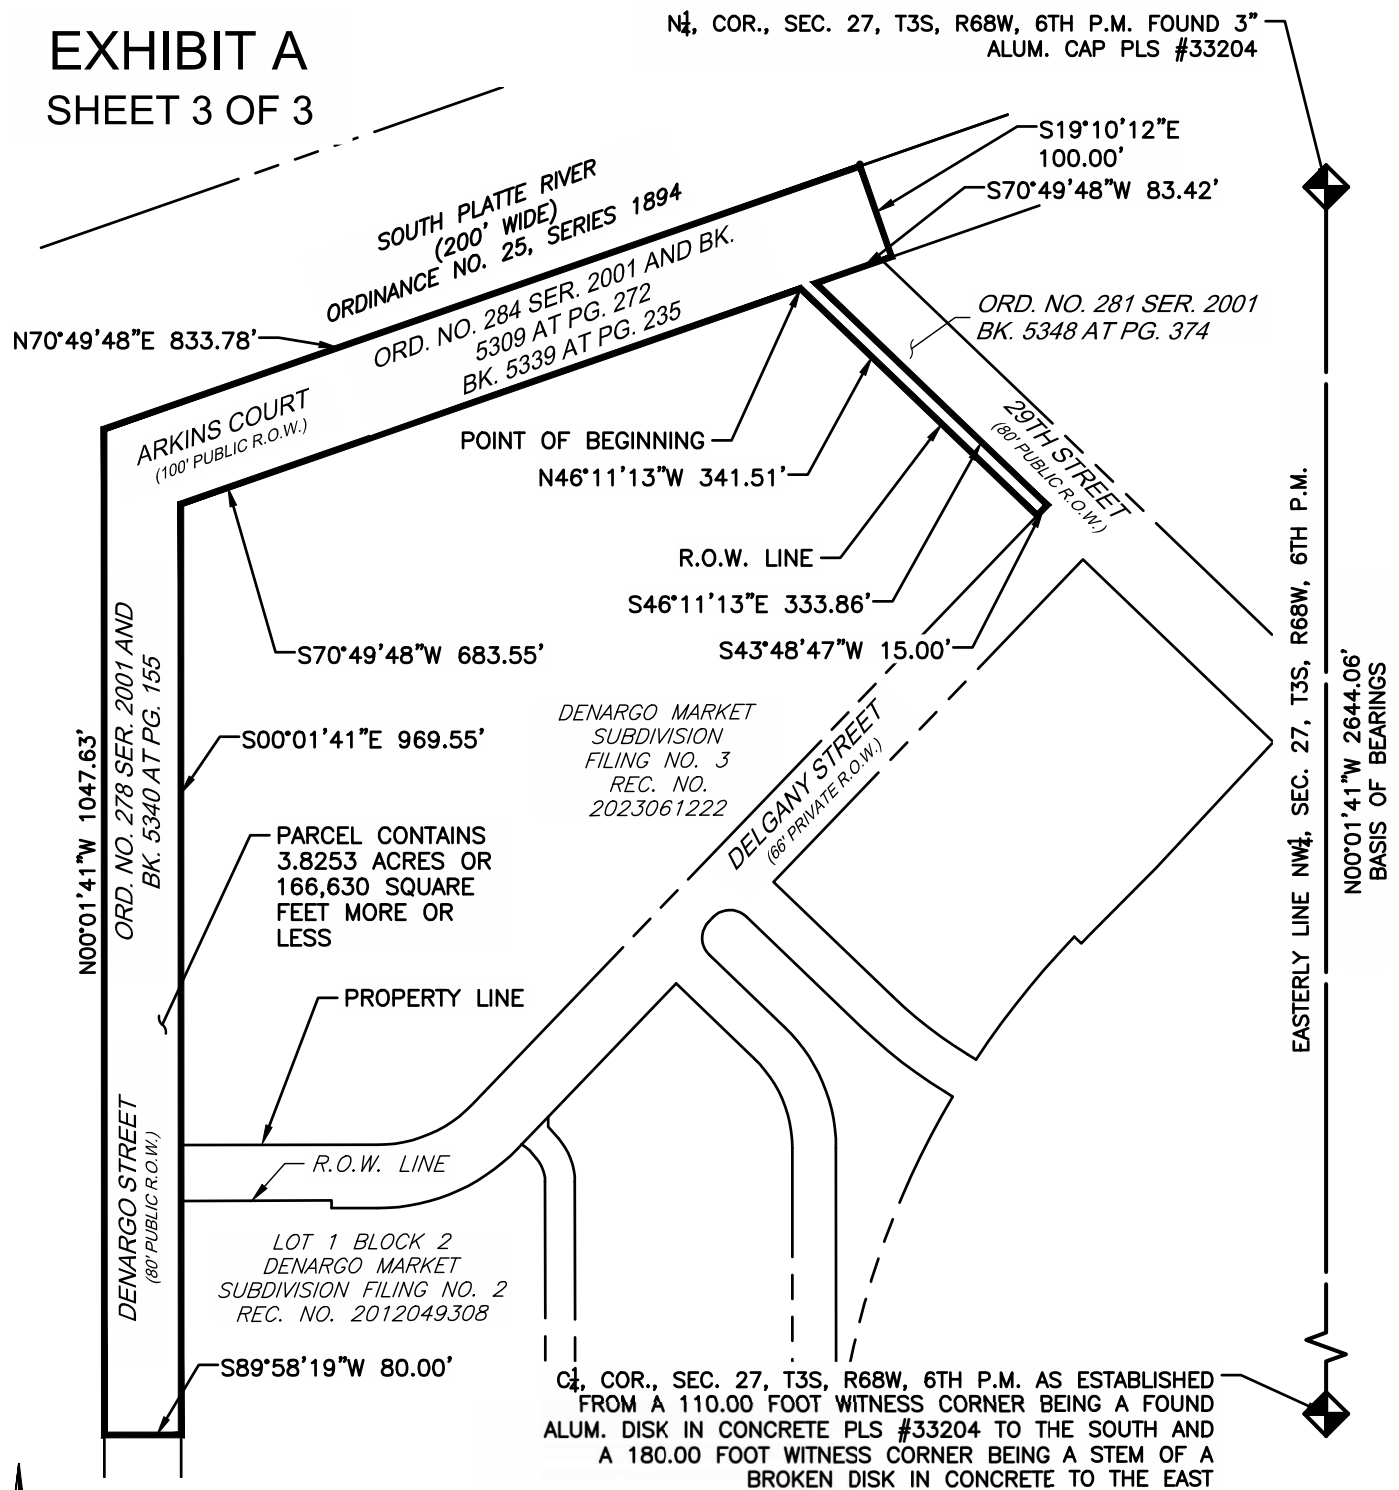 EXHIBIT A
SHEET 3 OF 3
N¼, COR., SEC. 27, T3S, R68W, 6TH P.M. FOUND 3"
ALUM. CAP PLS #33204
S19°10'12"E
100.00'
S70°49'48"W 83.42'
SOUTH PLATTE RIVER
(200' WIDE)
ORDINANCE NO. 25, SERIES 1894
N70°49'48"E 833.78'
ORD. NO. 284 SER. 2001 AND BK.
5309 AT PG. 272
BK. 5339 AT PG. 235
ORD. NO. 281 SER. 2001
BK. 5348 AT PG. 374
ARKINS COURT
(100' PUBLIC R.O.W.)
POINT OF BEGINNING
N46°11'13"W 341.51'
29TH STREET
(80' PUBLIC R.O.W.)
R.O.W. LINE
S46°11'13"E 333.86'
S43°48'47"W 15.00'
S70°49'48"W 683.55'
S00°01'41"E 969.55'
N00°01'41"W 1047.63'
ORD. NO. 278 SER. 2001 AND
BK. 5340 AT PG. 155
DENARGO MARKET
SUBDIVISION
FILING NO. 3
REC. NO.
2023061222
DELGANY STREET
(66' PRIVATE R.O.W.)
EASTERLY LINE NW¼, SEC. 27, T3S, R68W, 6TH P.M.
N00°01'41"W 2644.06'
BASIS OF BEARINGS
PARCEL CONTAINS
3.8253 ACRES OR
166,630 SQUARE
FEET MORE OR
LESS
PROPERTY LINE
R.O.W. LINE
DENARGO STREET
(80' PUBLIC R.O.W.)
LOT 1 BLOCK 2
DENARGO MARKET
SUBDIVISION FILING NO. 2
REC. NO. 2012049308
S89°58'19"W 80.00'
C¼, COR., SEC. 27, T3S, R68W, 6TH P.M. AS ESTABLISHED
FROM A 110.00 FOOT WITNESS CORNER BEING A FOUND
ALUM. DISK IN CONCRETE PLS #33204 TO THE SOUTH AND
A 180.00 FOOT WITNESS CORNER BEING A STEM OF A
BROKEN DISK IN CONCRETE TO THE EAST